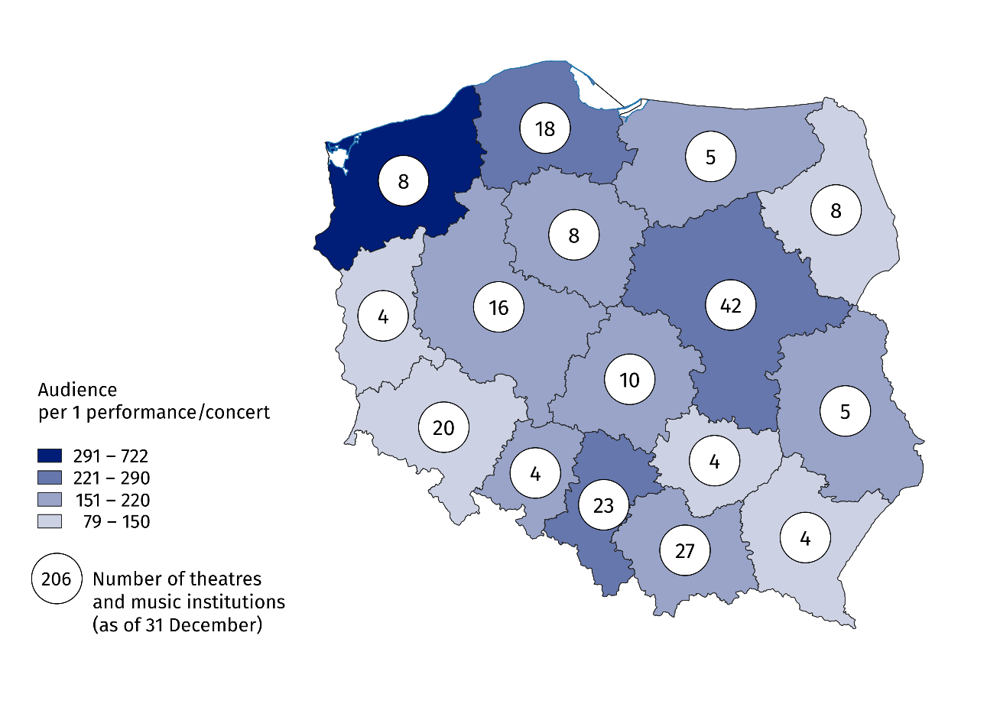 18
5
8
8
8
42
16
4
10
20
5
4
4
23
4
27
Audience
per 1 performance/concert
291 – 722
221 – 290
151 – 220
79 – 150
206
Number of theatres
and music institutions
(as of 31 December)